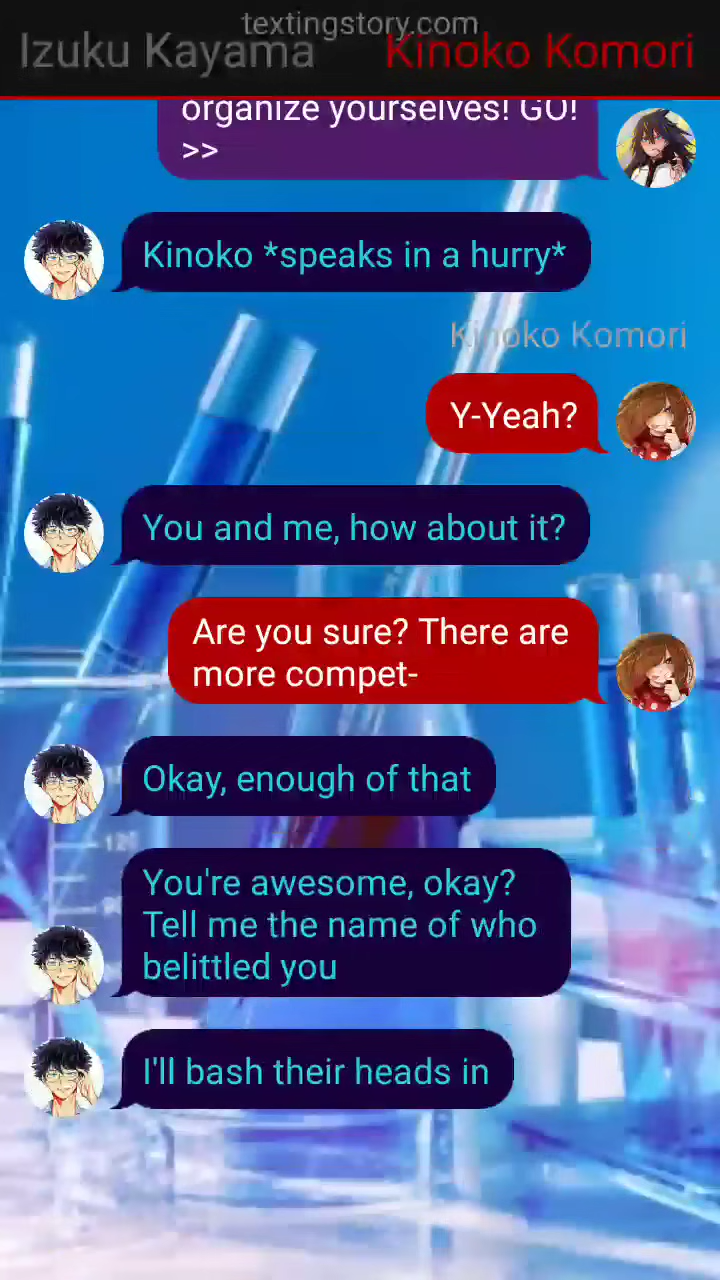 textingstory.com
Izuku Kayama Kinoko Komori
organize yourselves! GO!
>>
Kinoko *speaks in a hurry*
Kinoko Komori
Y-Yeah?
You and me, how about it?
Are you sure? There are
more compet-
Okay, enough of that
You're awesome, okay?
Tell me the name of who
belittled you
I'll bash their heads in